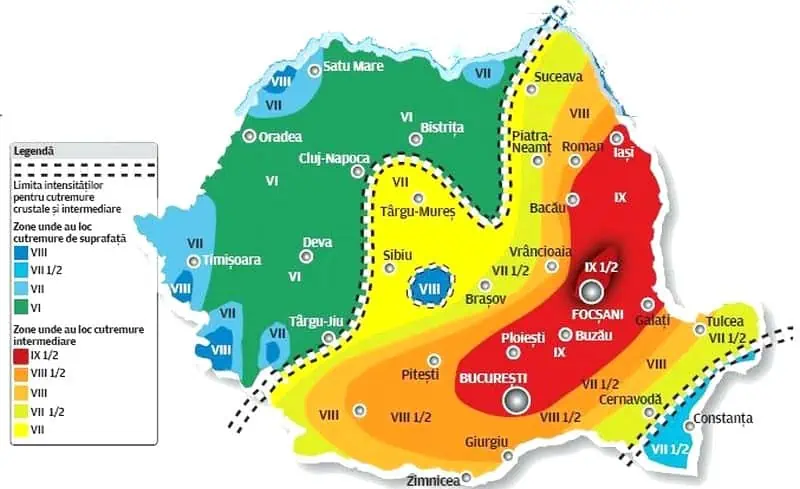 Legendă
Limita intensităților
pentru cutremure
crustale și intermediare
Zone unde au loc
cutremure de suprafață
VIII
VII 1/2
VII
VI
Zone unde au loc cutremure
intermediare
IX 1/2
VIII 1/2
VIII
VII 1/2
VII
VIII
Satu Mare
VII
VII
Suceava
Oradea
VI
Bistrița
VIII
Piatra-
Neamț
Roman
Iași
Cluj-Napoca
VI
VII
Târgu-Mureș
Bacău
IX
VII
Timișoara
Deva
VI
Sibiu
VII 1/2
Vrâncioaia
IX 1/2
VIII
VIII
Brașov
FOCȘANI
Galați
Tulcea
VII 1/2
VII
VIII
VII
Târgu-Jiu
Ploiești
IX
Buzău
VIII
Pitești
BUCUREȘTI
VII 1/2
Cernavodă
VIII
VIII 1/2
VIII 1/2
Constanța
VII 1/2
Giurgiu
Zimnicea